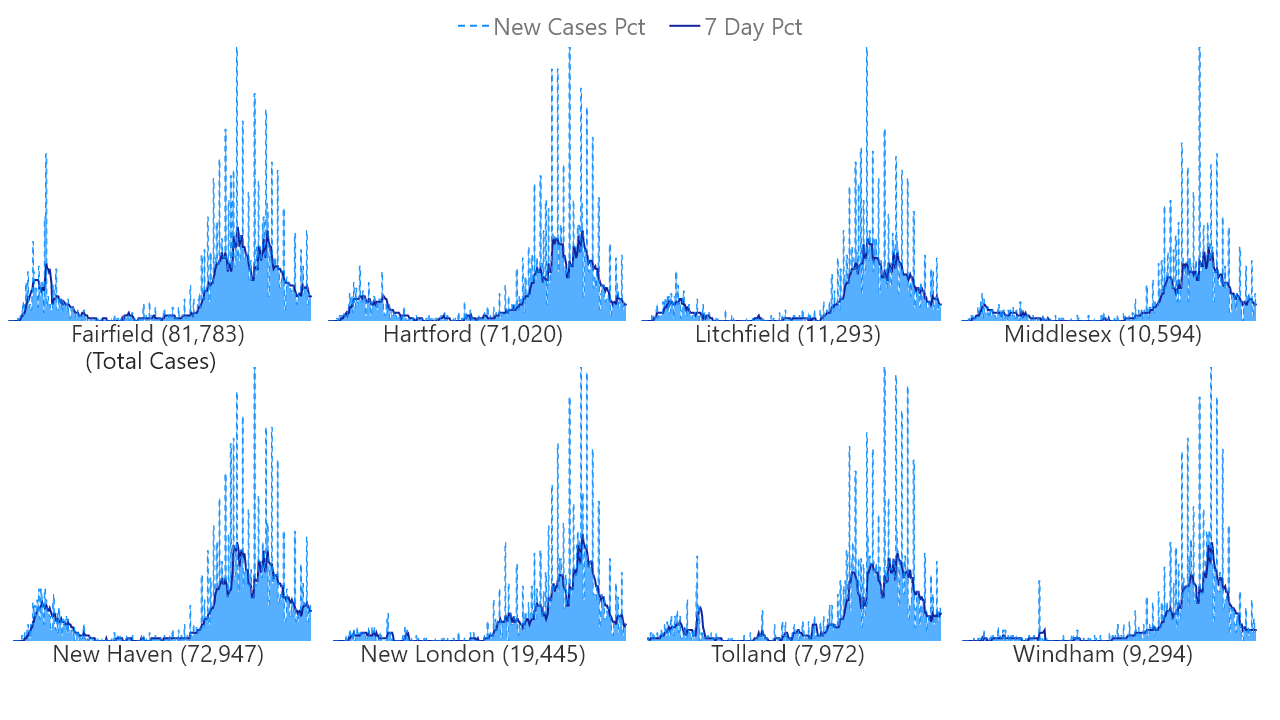 New Cases Pct 7 Day Pct
Fairfield (81,783) Hartford (71,020) Litchfield (11,293) Middlesex (10,594)
(Total Cases)
New Haven (72,947) New London (19,445) Tolland (7,972) Windham (9,294)